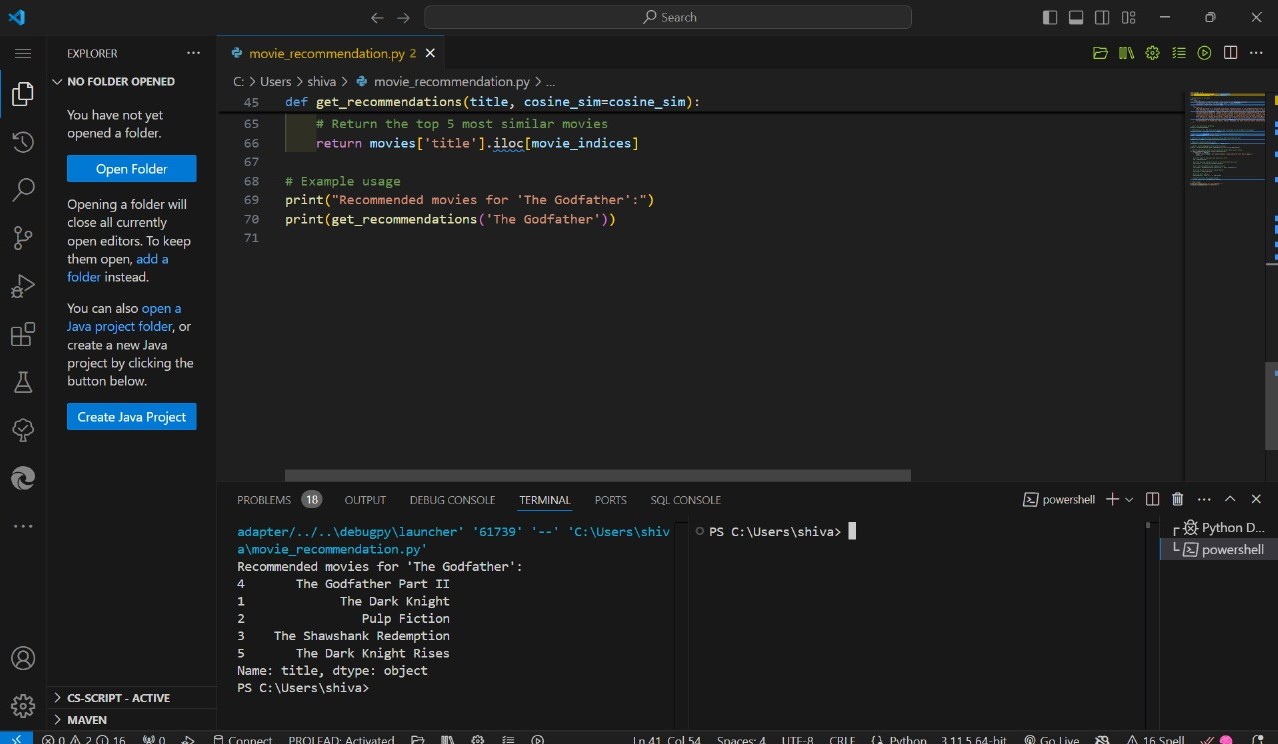 Search
EXPLORER
NO FOLDER OPENED
You have not yet
opened a folder.
Open Folder
Opening a folder will
close all currently
open editors. To keep
them open, add a
folder instead.
You can also open a
Java project folder, or
create a new Java
project by clicking the
button below.
Create Java Project
CS-SCRIPT - ACTIVE
MAVEN
movie_recommendation.py 2
C: > Users > shiva > movie_recommendation.py > ...
45 def get_recommendations(title, cosine_sim=cosine_sim):
65 # Return the top 5 most similar movies
66 return movies['title'].iloc[movie_indices]
67
68 # Example usage
69 print("Recommended movies for 'The Godfather':")
70 print(get_recommendations('The Godfather'))
71
PROBLEMS 18 OUTPUT DEBUG CONSOLE TERMINAL PORTS SQL CONSOLE
powershell
adapter/../..\debugpy\launcher' '61739' '--' 'C:\Users\shiv
a\movie_recommendation.py'
Recommended movies for 'The Godfather':
4 The Godfather Part II
1 The Dark Knight
2 Pulp Fiction
3 The Shawshank Redemption
5 The Dark Knight Rises
Name: title, dtype: object
PS C:\Users\shiva>
PS C:\Users\shiva>
Python D...
powershell
0 2 16 0 Connect PROLEAD: Activated Ln 41, Col 54 Spaces: 4 UTF-8 CRLF Python 3.11.5 64-bit Go Live 16 Spell